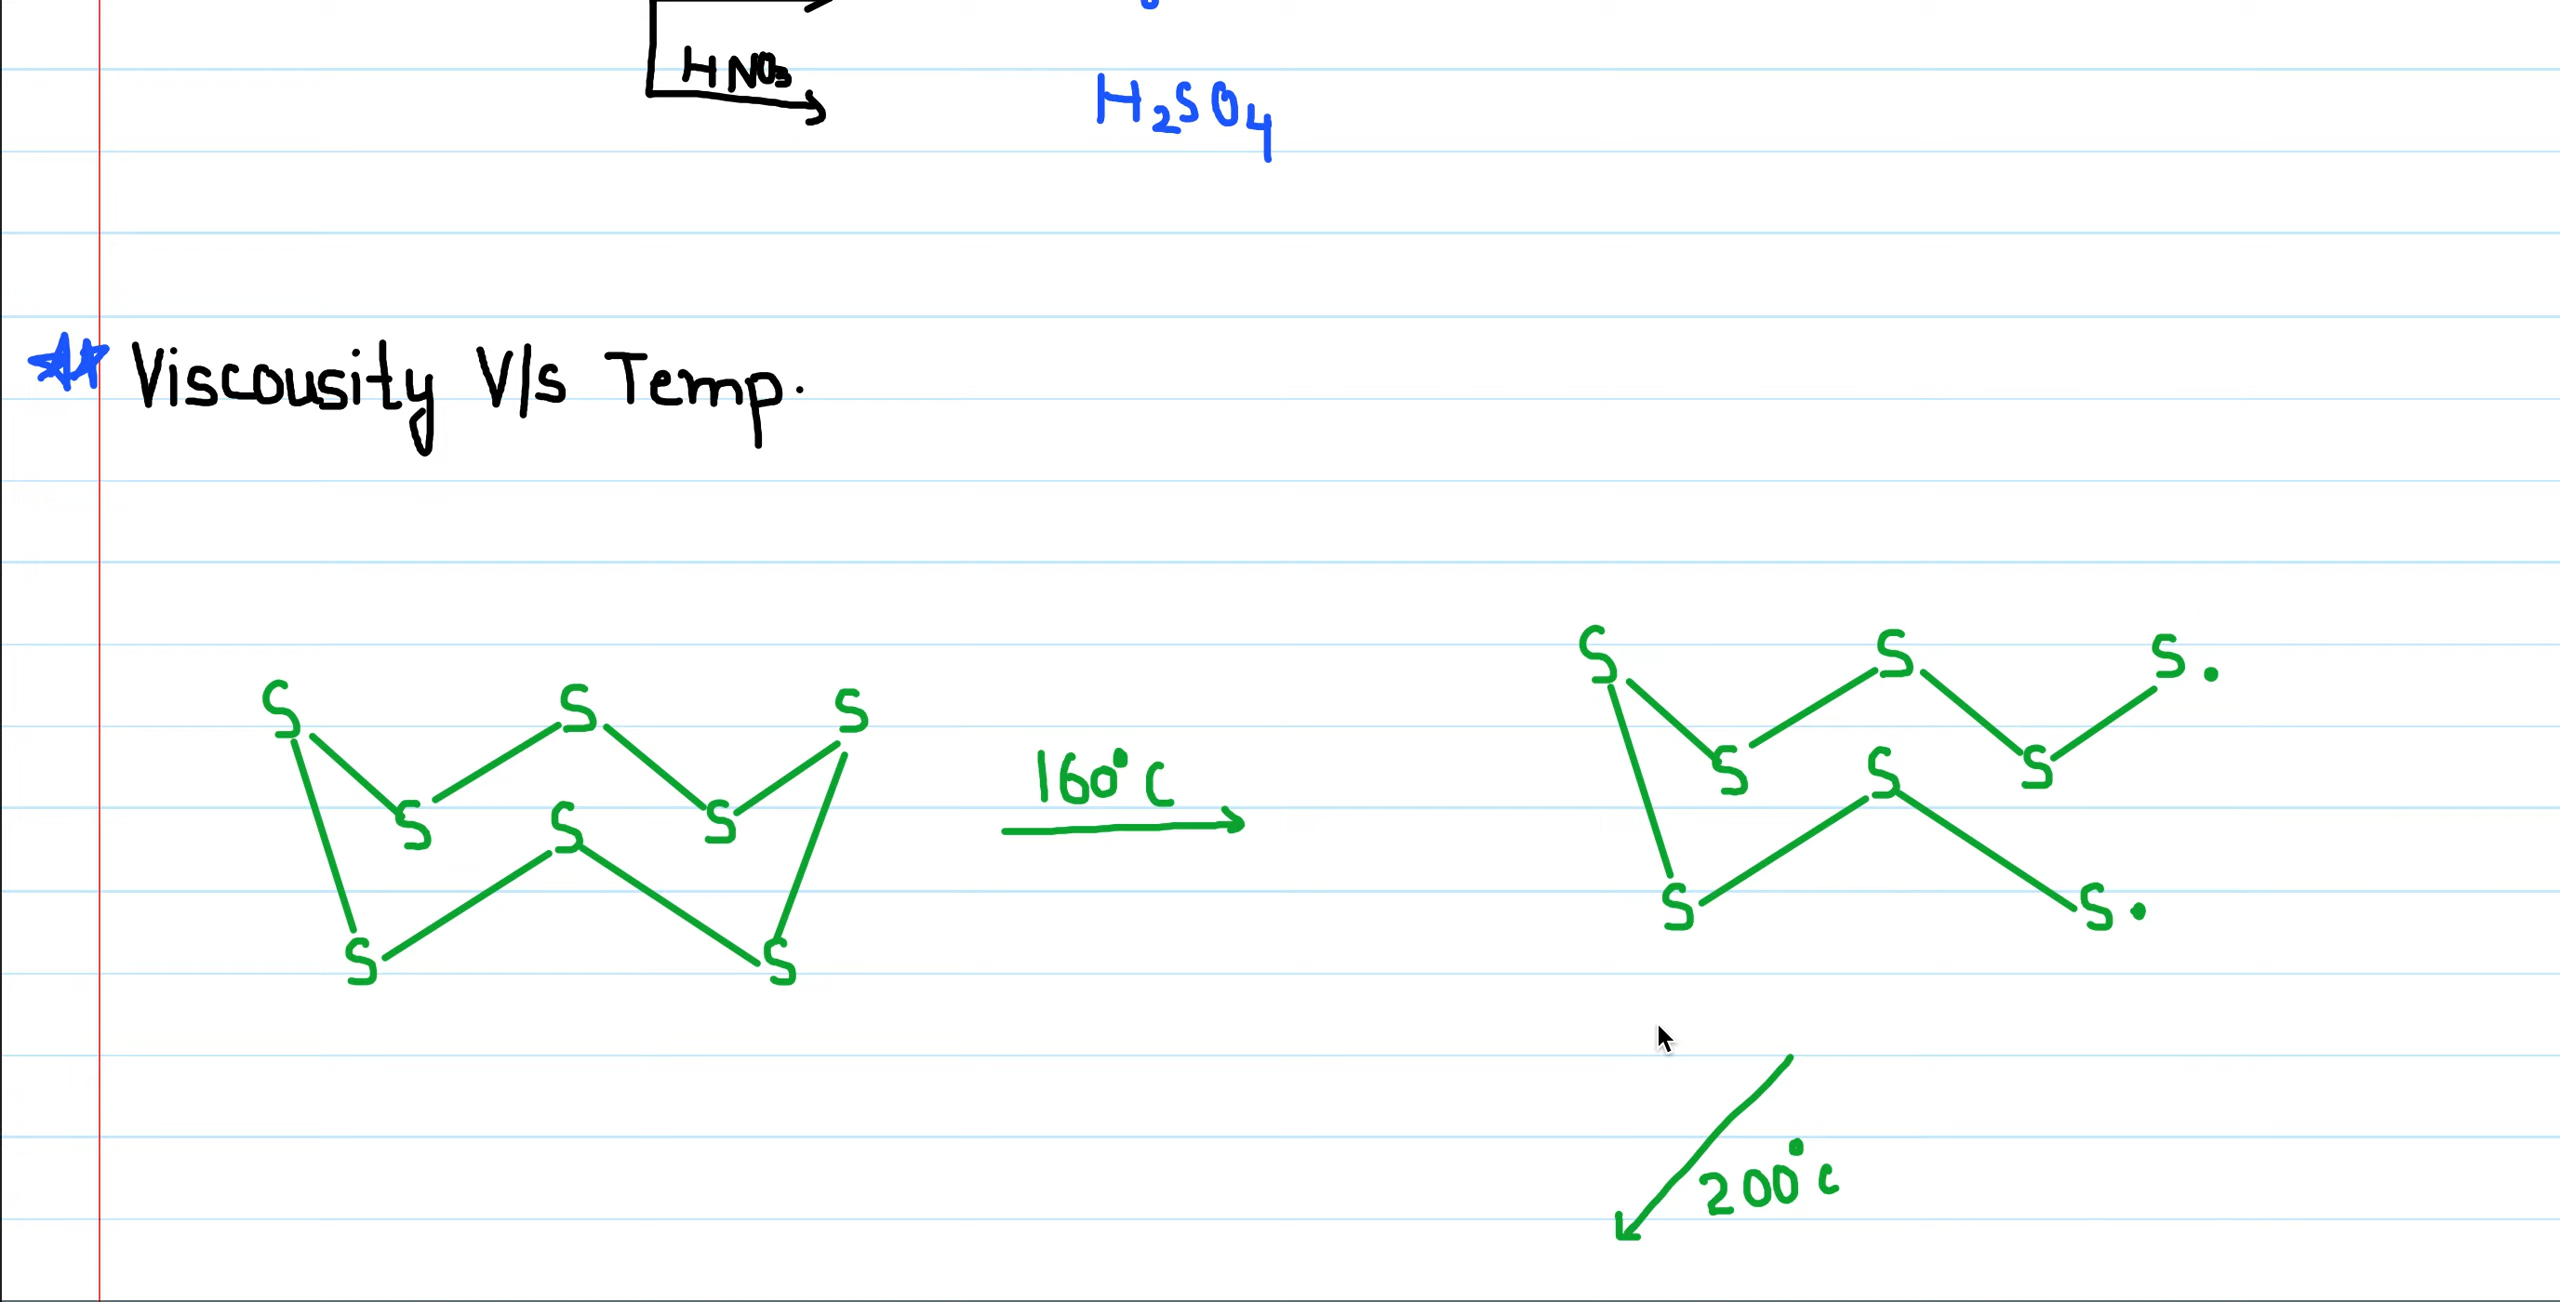 HNO₃
H₂SO₄
Viscousity V/s Temp.
S S S
S S S
S S
160°C
S S S.
S S S
S S.
200°C